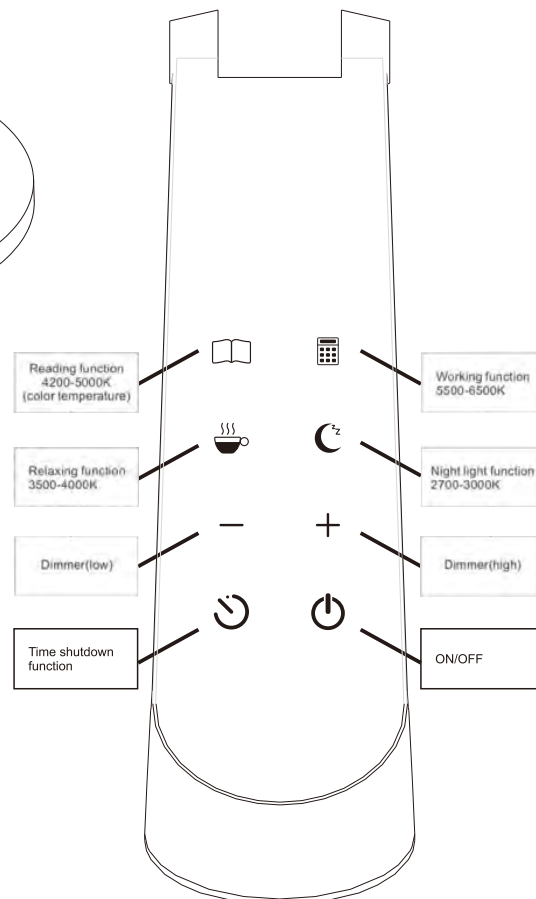 Reading function
4200-5000K
(color temperature)
Working function
5500-6500K
Relaxing function
3500-4000K
Night light function
2700-3000K
Dimmer(low)
Dimmer(high)
Time shutdown
function
ON/OFF